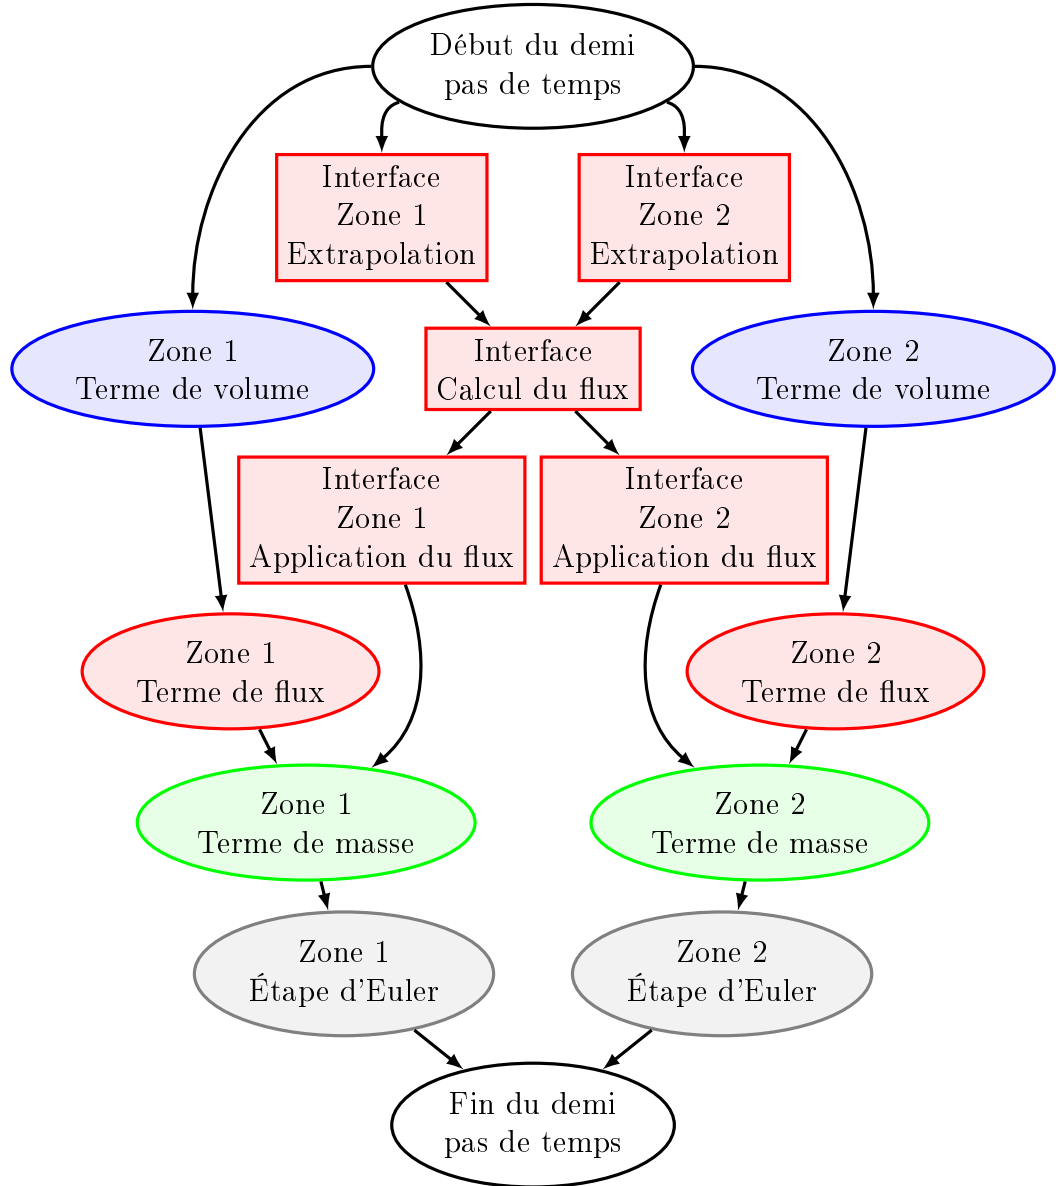 Début du demi
pas de temps
Interface
Zone 1
Extrapolation
Interface
Zone 2
Extrapolation
Zone 1
Terme de volume
Interface
Calcul du flux
Zone 2
Terme de volume
Interface
Zone 1
Application du flux
Interface
Zone 2
Application du flux
Zone 1
Terme de flux
Zone 2
Terme de flux
Zone 1
Terme de masse
Zone 2
Terme de masse
Zone 1
Étape d'Euler
Zone 2
Étape d'Euler
Fin du demi
pas de temps